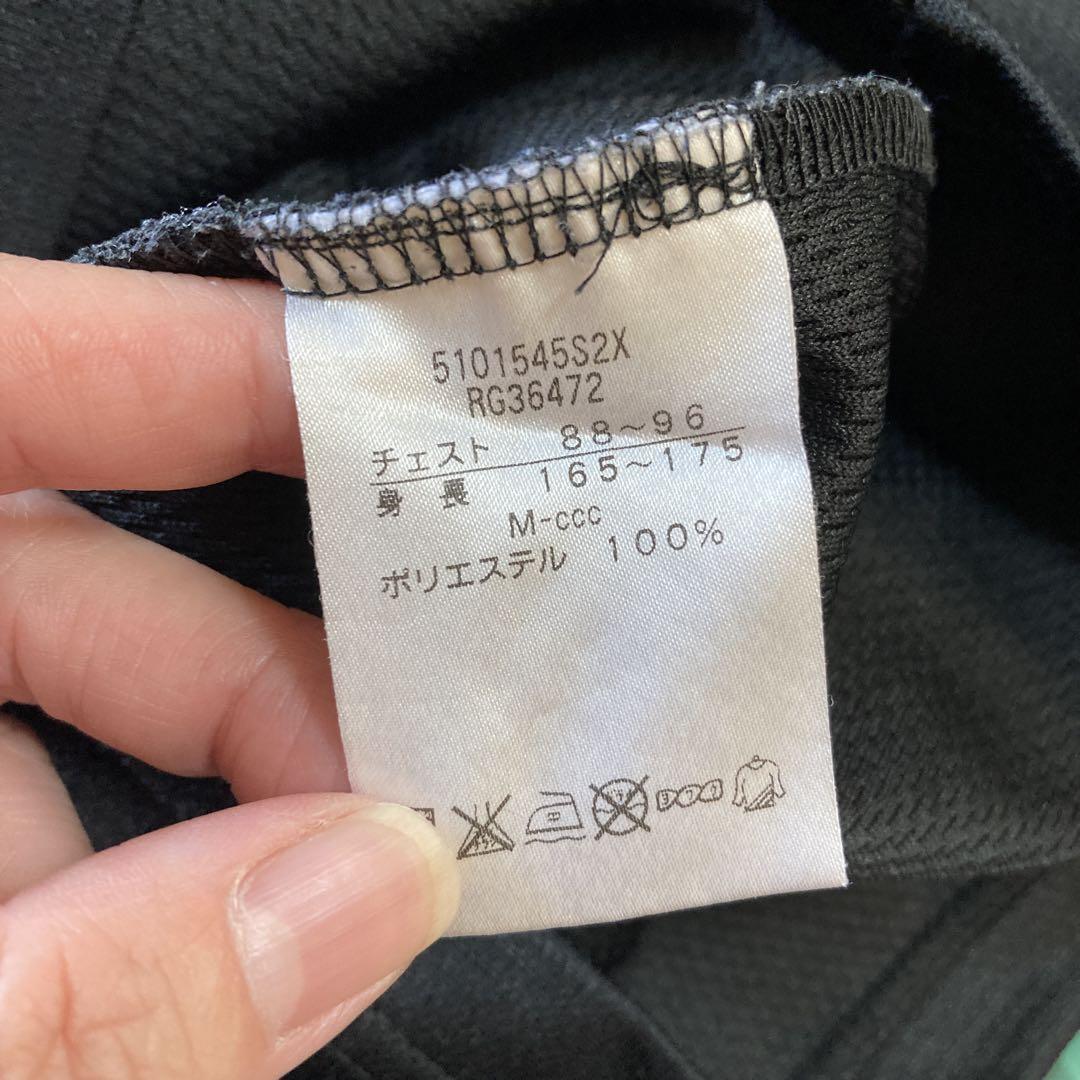 5101545S2X
RG36472
チェスト 88～96
身長 165～175
M-ccc
ポリエステル 100%